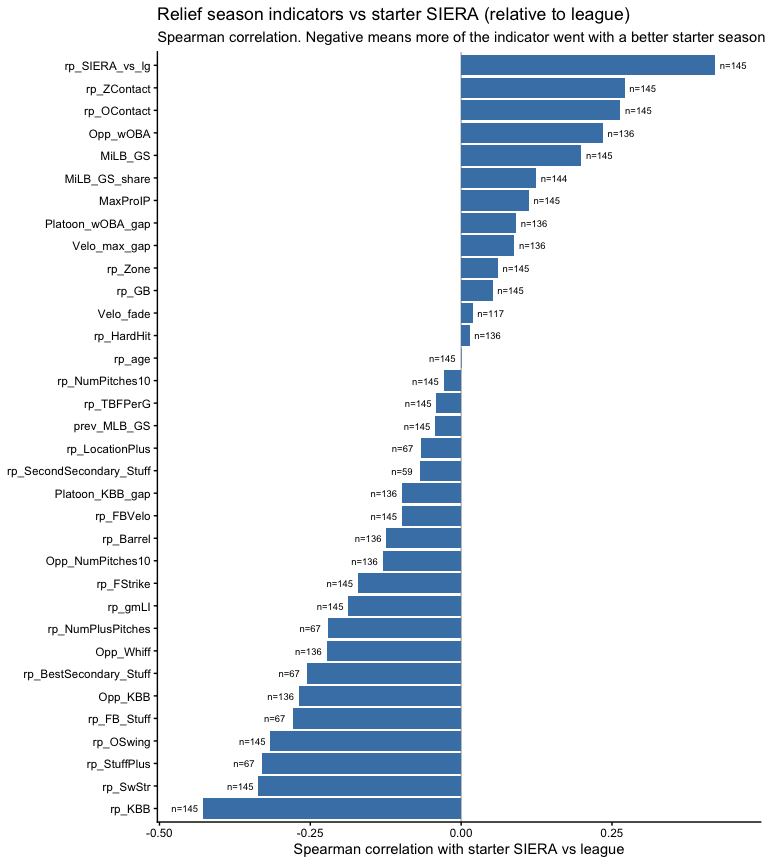 Relief season indicators vs starter SIERA (relative to league)
Spearman correlation. Negative means more of the indicator went with a better starter season
rp_SIERA_vs_lg n=145
rp_ZContact n=145
rp_OContact n=145
Opp_wOBA n=136
MiLB_GS n=145
MiLB_GS_share n=144
MaxProIP n=145
Platoon_wOBA_gap n=136
Velo_max_gap n=136
rp_Zone n=145
rp_GB n=145
Velo_fade n=117
rp_HardHit n=136
rp_age n=145
rp_NumPitches10 n=145
rp_TBFPerG n=145
prev_MLB_GS n=145
rp_LocationPlus n=67
rp_SecondSecondary_Stuff n=59
Platoon_KBB_gap n=136
rp_FBVelo n=145
rp_Barrel n=136
Opp_NumPitches10 n=136
rp_FStrike n=145
rp_gmLI n=145
rp_NumPlusPitches n=67
Opp_Whiff n=136
rp_BestSecondary_Stuff n=67
Opp_KBB n=136
rp_FB_Stuff n=67
rp_OSwing n=145
rp_StuffPlus n=67
rp_SwStr n=145
rp_KBB n=145
-0.50 -0.25 0.00 0.25
Spearman correlation with starter SIERA vs league